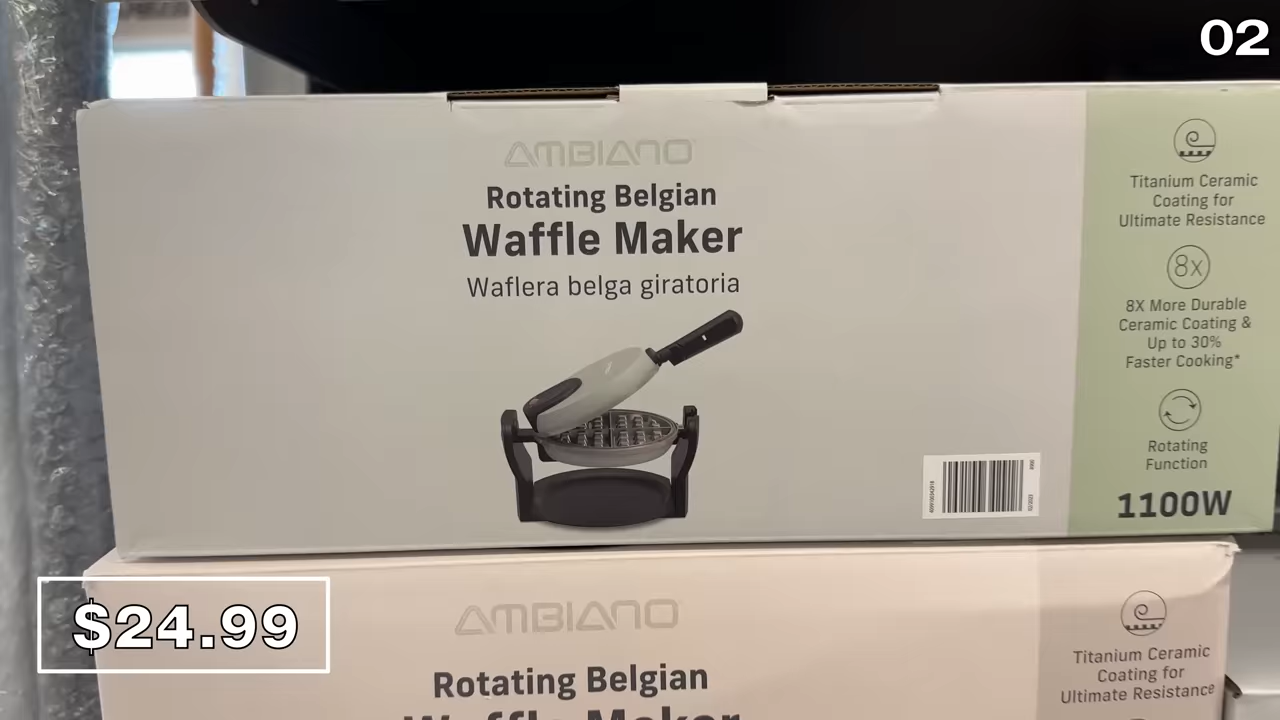 02
AMBIANO
Rotating Belgian
Waffle Maker
Waflera belga giratoria
Titanium Ceramic
Coating for
Ultimate Resistance
8x
8X More Durable
Ceramic Coating &
Up to 30%
Faster Cooking*
Rotating
Function
1100W
$24.99
AMBIANO
Rotating Belgian
Waffle Maker
Titanium Ceramic
Coating for
Ultimate Resistance